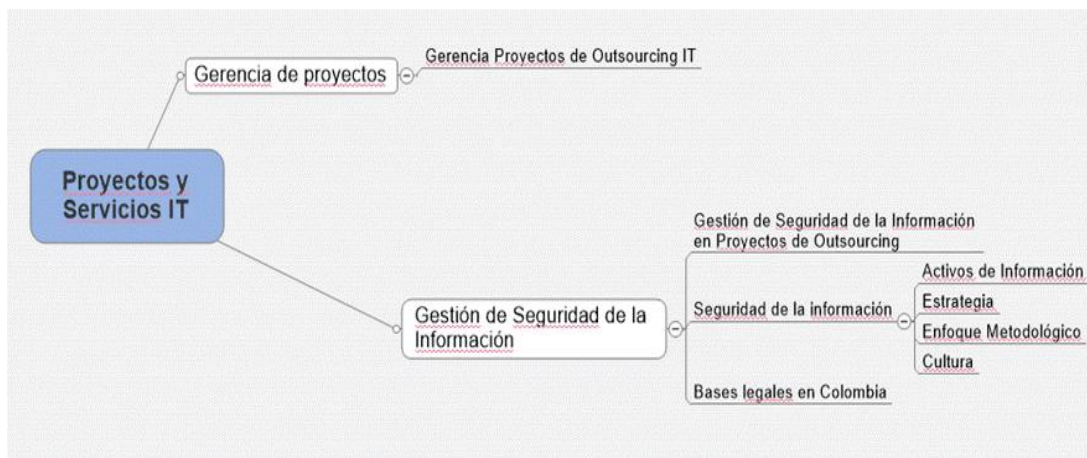 Gerencia Proyectos de Outsourcing IT
Gerencia de proyectos
Proyectos y
Servicios IT
Gestión de Seguridad de la
Información
Gestión de Seguridad de la Información
en Proyectos de Outsourcing
Seguridad de la información
Activos de Información
Estrategia
Enfoque Metodológico
Cultura
Bases legales en Colombia